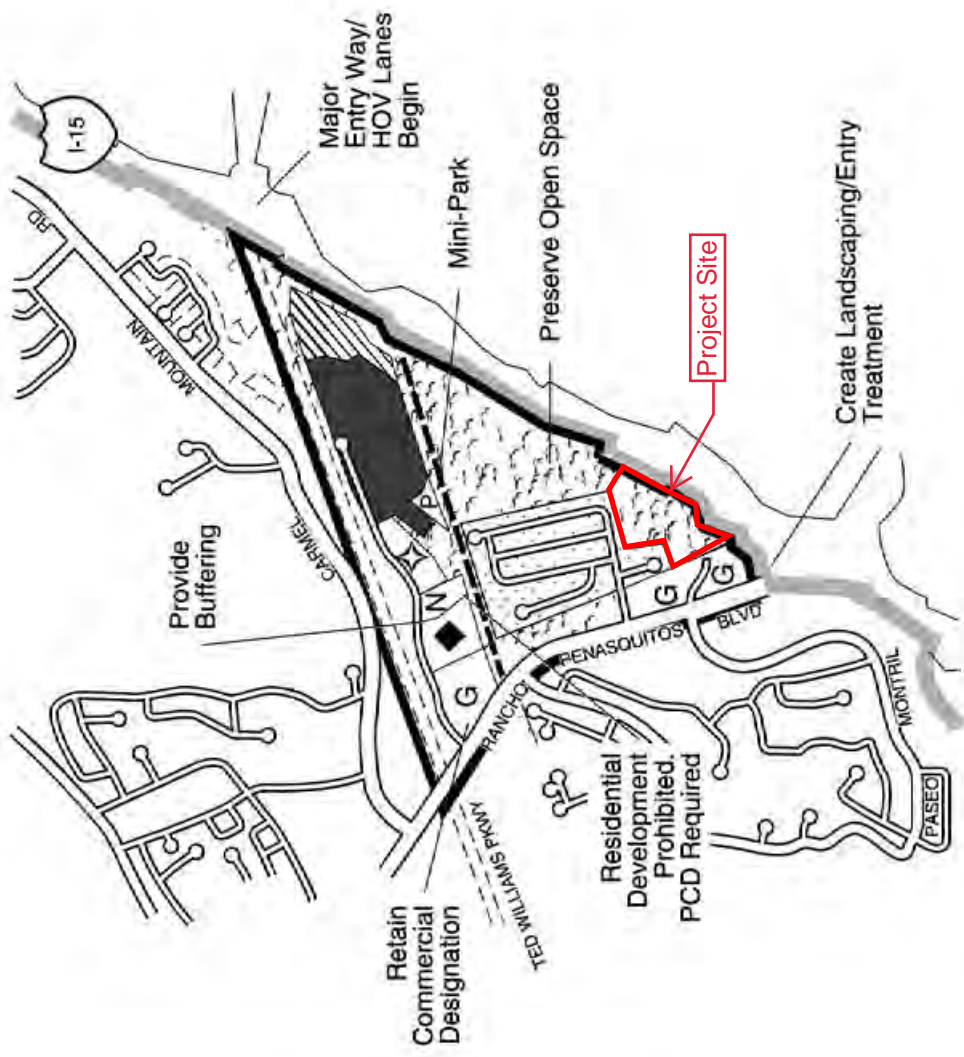 I-15
Major
Entry Way/
HOV Lanes
Begin
RD
MOUNTAIN
CARMEL
Mini-Park
Preserve Open Space
Project Site
Create Landscaping/Entry
Treatment
Provide
Buffering
P
N
G
G
G
RANCHO
PENASQUITOS
BLVD
MONTRIL
PASEO
Residential
Development
Prohibited.
PCD Required
TED WILLIAMS PKWY
Retain
Commercial
Designation